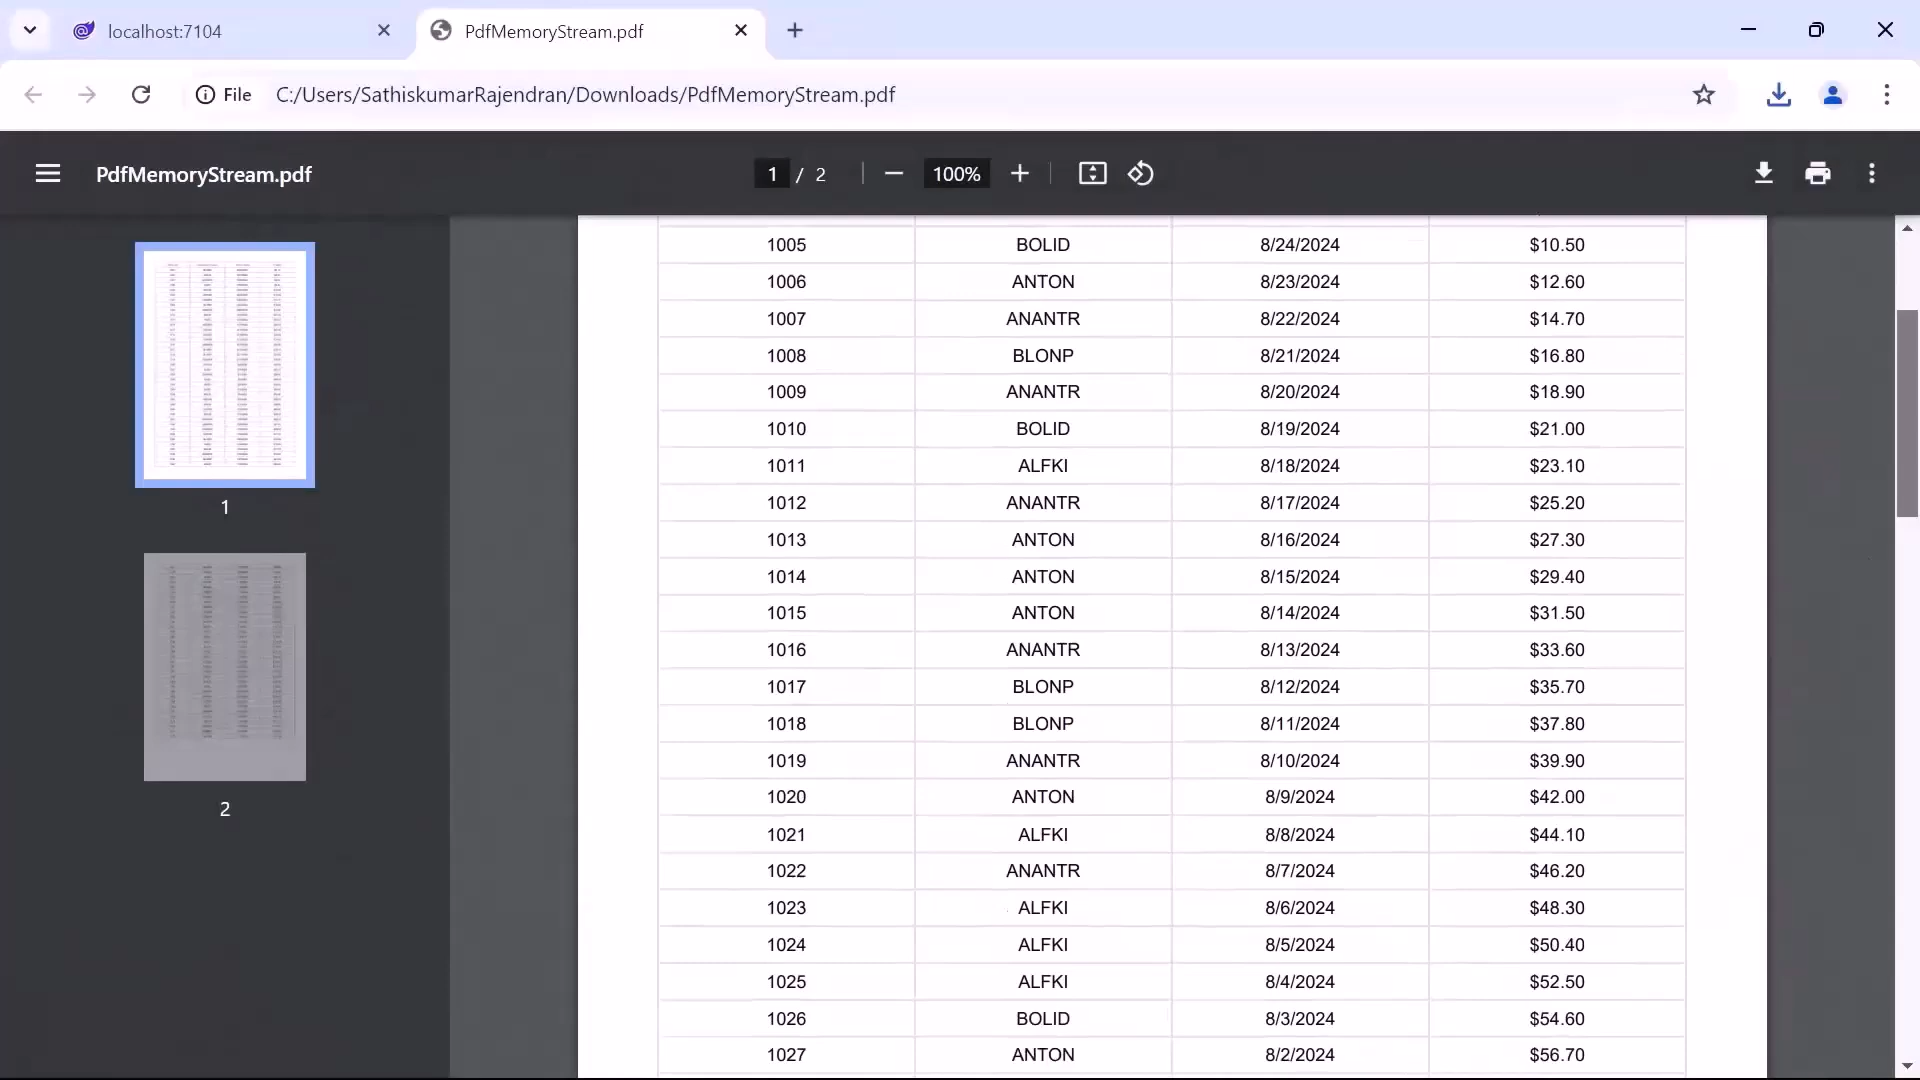 localhost:7104
PdfMemoryStream.pdf
File
C:/Users/SathiskumarRajendran/Downloads/PdfMemoryStream.pdf
PdfMemoryStream.pdf
1 / 2
100%
1
2
1005 BOLID 8/24/2024 $10.50
1006 ANTON 8/23/2024 $12.60
1007 ANANTR 8/22/2024 $14.70
1008 BLONP 8/21/2024 $16.80
1009 ANANTR 8/20/2024 $18.90
1010 BOLID 8/19/2024 $21.00
1011 ALFKI 8/18/2024 $23.10
1012 ANANTR 8/17/2024 $25.20
1013 ANTON 8/16/2024 $27.30
1014 ANTON 8/15/2024 $29.40
1015 ANTON 8/14/2024 $31.50
1016 ANANTR 8/13/2024 $33.60
1017 BLONP 8/12/2024 $35.70
1018 BLONP 8/11/2024 $37.80
1019 ANANTR 8/10/2024 $39.90
1020 ANTON 8/9/2024 $42.00
1021 ALFKI 8/8/2024 $44.10
1022 ANANTR 8/7/2024 $46.20
1023 ALFKI 8/6/2024 $48.30
1024 ALFKI 8/5/2024 $50.40
1025 ALFKI 8/4/2024 $52.50
1026 BOLID 8/3/2024 $54.60
1027 ANTON 8/2/2024 $56.70